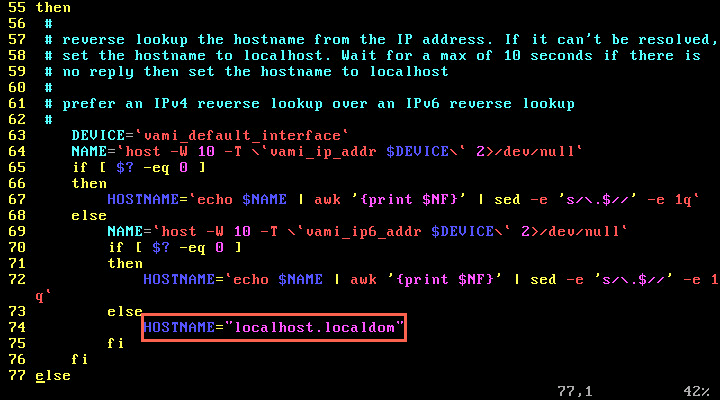 55 then
56  #
57  # reverse lookup the hostname from the IP address. If it can't be resolved,
58  # set the hostname to localhost. Wait for a max of 10 seconds if there is
59  # no reply then set the hostname to localhost
60  #
61  # prefer an IPv4 reverse lookup over an IPv6 reverse lookup
62  #
63     DEVICE=`vami_default_interface`
64     NAME=`host -W 10 -T \`vami_ip_addr $DEVICE\` 2>/dev/null`
65     if [ $? -eq 0 ]
66     then
67         HOSTNAME=`echo $NAME | awk '{print $NF}' | sed -e 's/\.$//' -e 1q`
68     else
69         NAME=`host -W 10 -T \`vami_ip6_addr $DEVICE\` 2>/dev/null`
70         if [ $? -eq 0 ]
71         then
72             HOSTNAME=`echo $NAME | awk '{print $NF}' | sed -e 's/\.$//' -e 1
q`
73         else
74             HOSTNAME="localhost.localdom"
75         fi
76     fi
77 else
77,1 42%